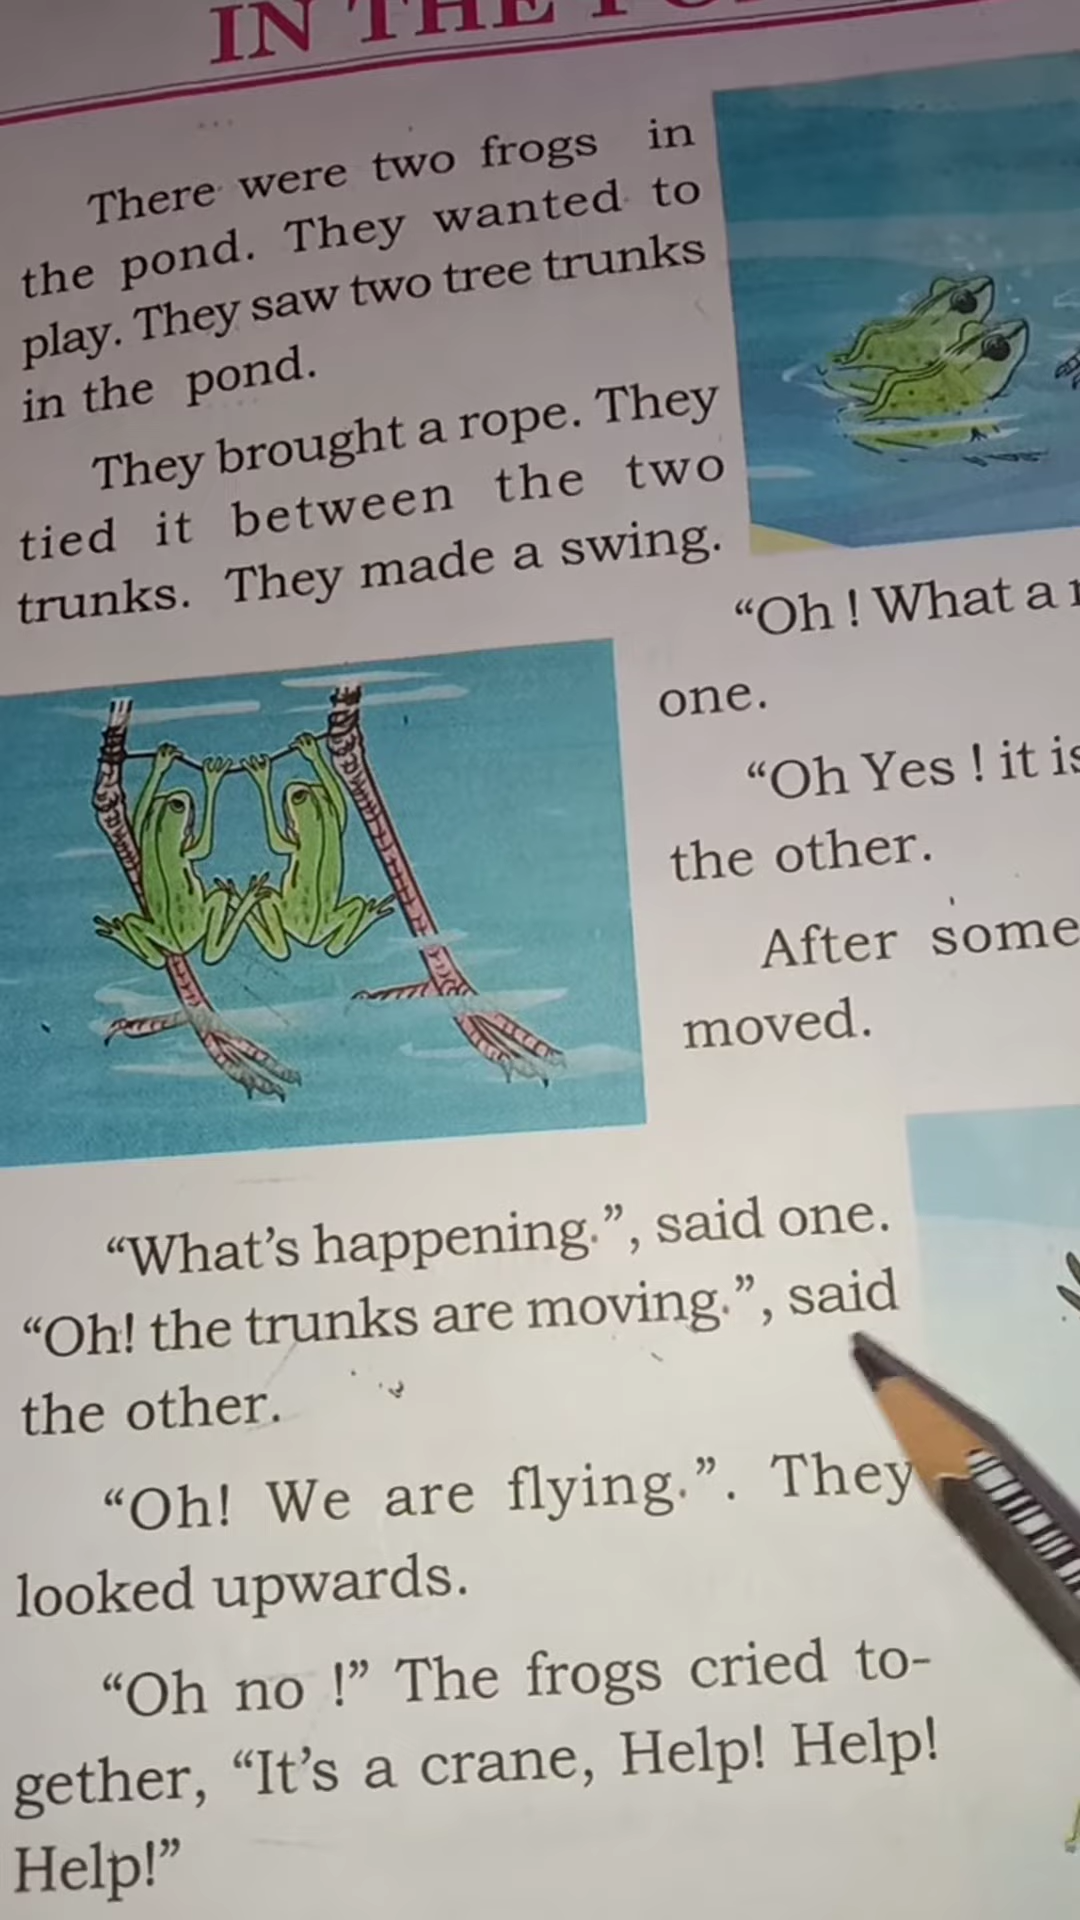 IN THE
There were two frogs in
the pond. They wanted to
play. They saw two tree trunks
in the pond.
They brought a rope. They
tied it between the two
trunks. They made a swing.
“Oh ! What a
one.
“Oh Yes ! it is
the other.
After some
moved.
“What’s happening.”, said one.
“Oh! the trunks are moving.”, said
the other.
“Oh! We are flying.”. They
looked upwards.
“Oh no !” The frogs cried to-
gether, “It’s a crane, Help! Help!
Help!”